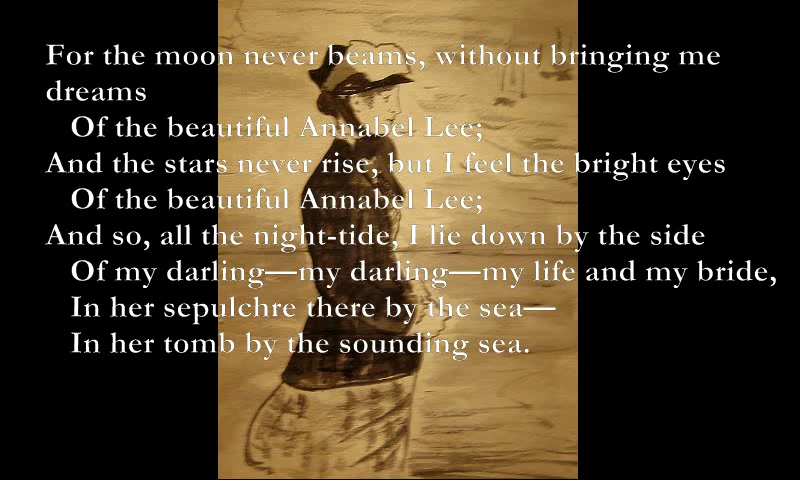 For the moon never beams, without bringing me
dreams
Of the beautiful Annabel Lee;
And the stars never rise, but I feel the bright eyes
Of the beautiful Annabel Lee;
And so, all the night-tide, I lie down by the side
Of my darling—my darling—my life and my bride,
In her sepulchre there by the sea—
In her tomb by the sounding sea.